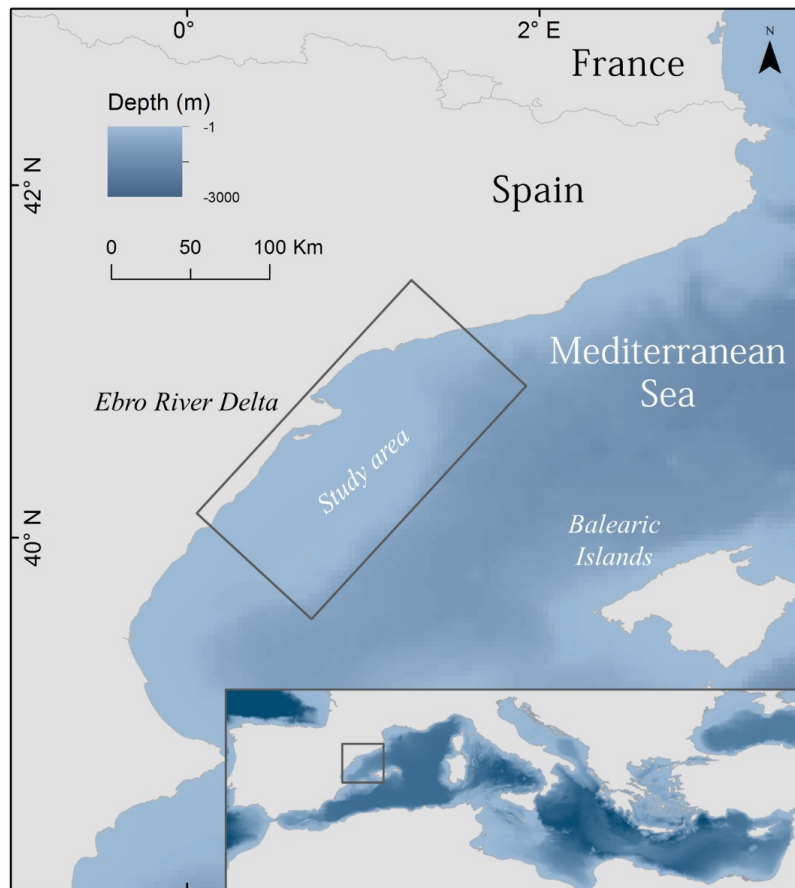 0°
2° E
N
France
Depth (m)
-1
-3000
42° N
Spain
0 50 100 Km
Mediterranean
Sea
Ebro River Delta
Study area
40° N
Balearic
Islands